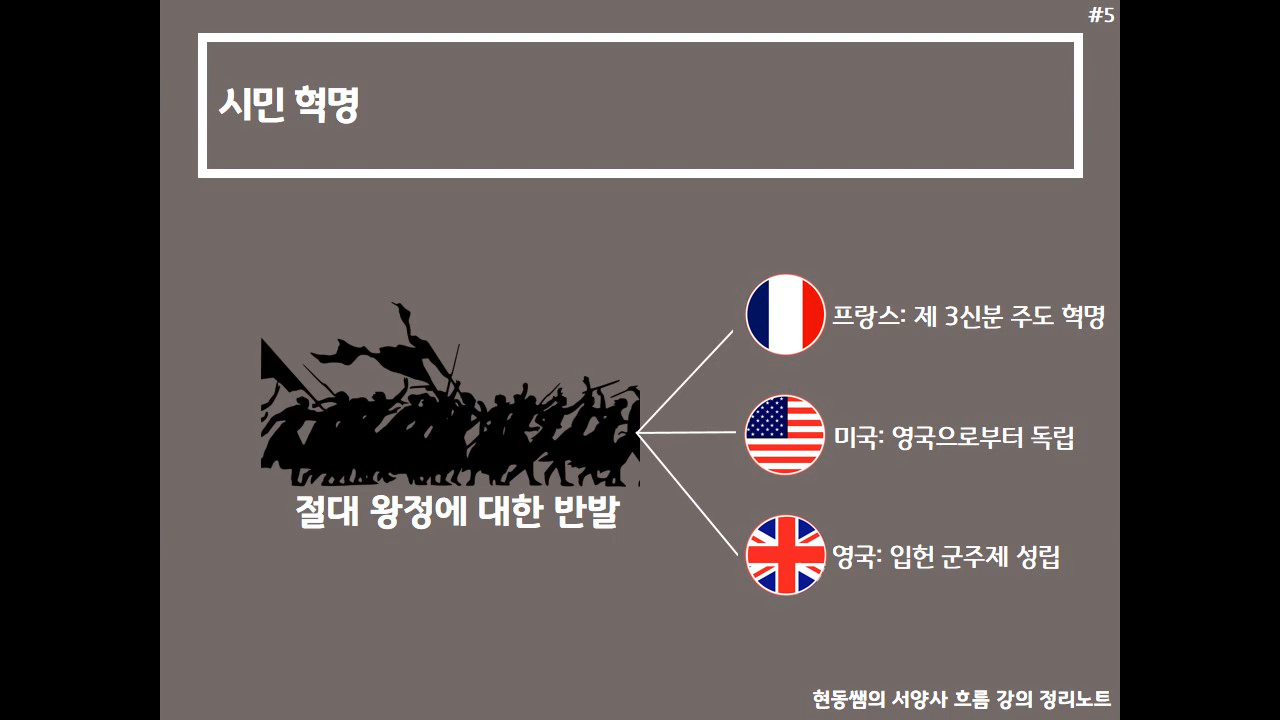 #5
시민 혁명
프랑스: 제 3신분 주도 혁명
미국: 영국으로부터 독립
영국: 입헌 군주제 성립
절대 왕정에 대한 반발
현동쌤의 서양사 흐름 강의 정리노트